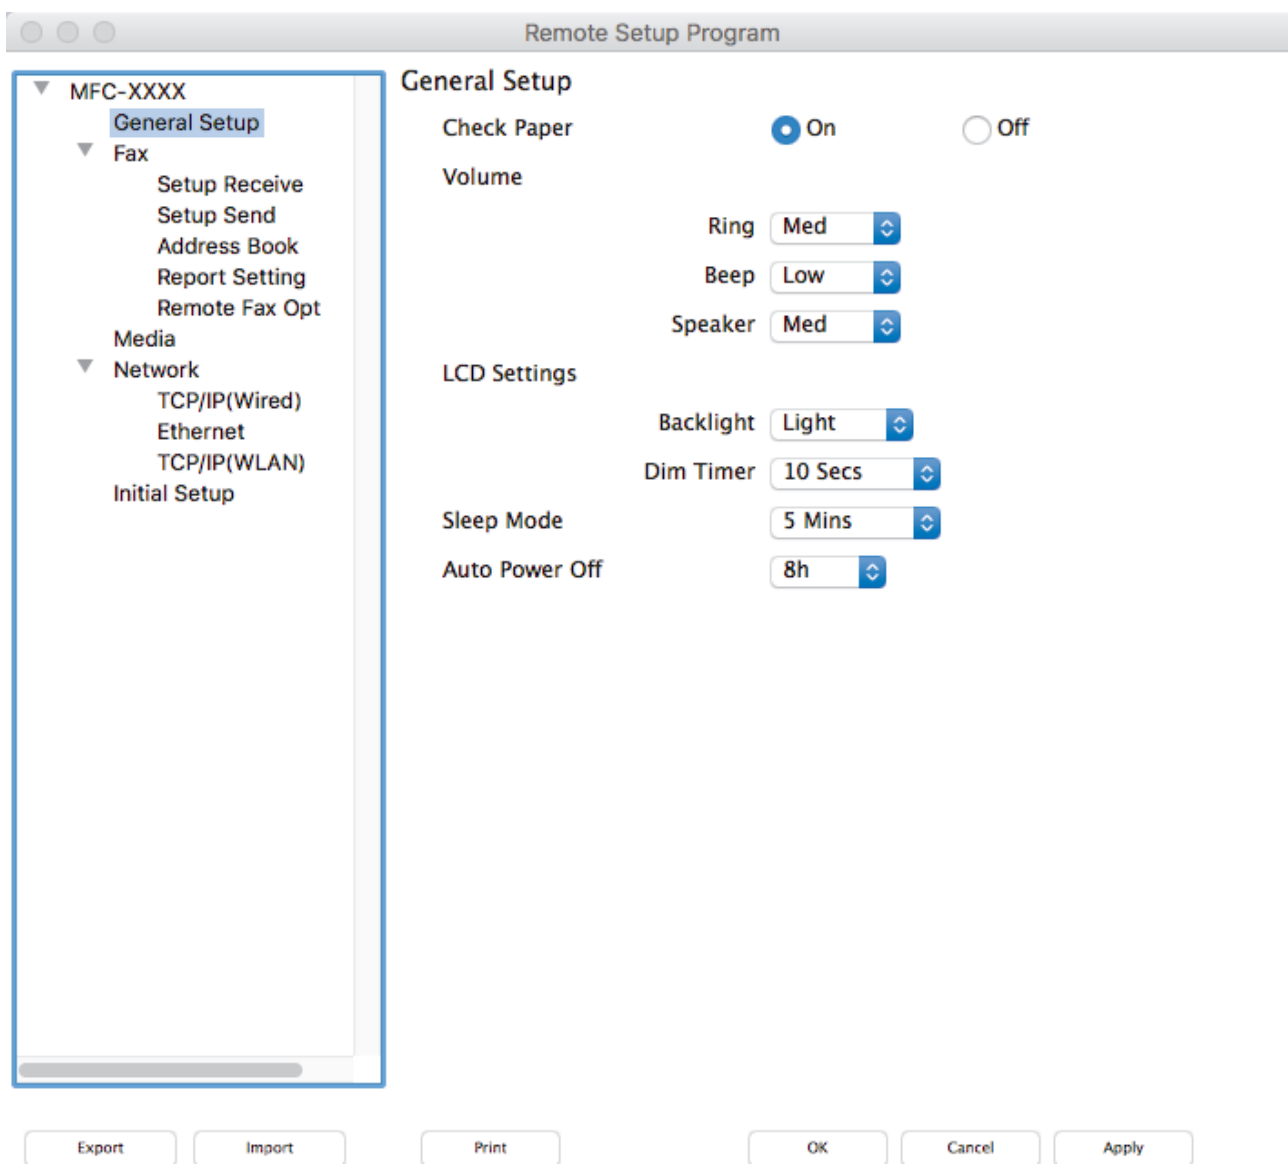 Remote Setup Program
MFC-XXXX
General Setup
Fax
Setup Receive
Setup Send
Address Book
Report Setting
Remote Fax Opt
Media
Network
TCP/IP(Wired)
Ethernet
TCP/IP(WLAN)
Initial Setup
General Setup
Check Paper On Off
Volume
Ring Med
Beep Low
Speaker Med
LCD Settings
Backlight Light
Dim Timer 10 Secs
Sleep Mode 5 Mins
Auto Power Off 8h
Export Import Print OK Cancel Apply